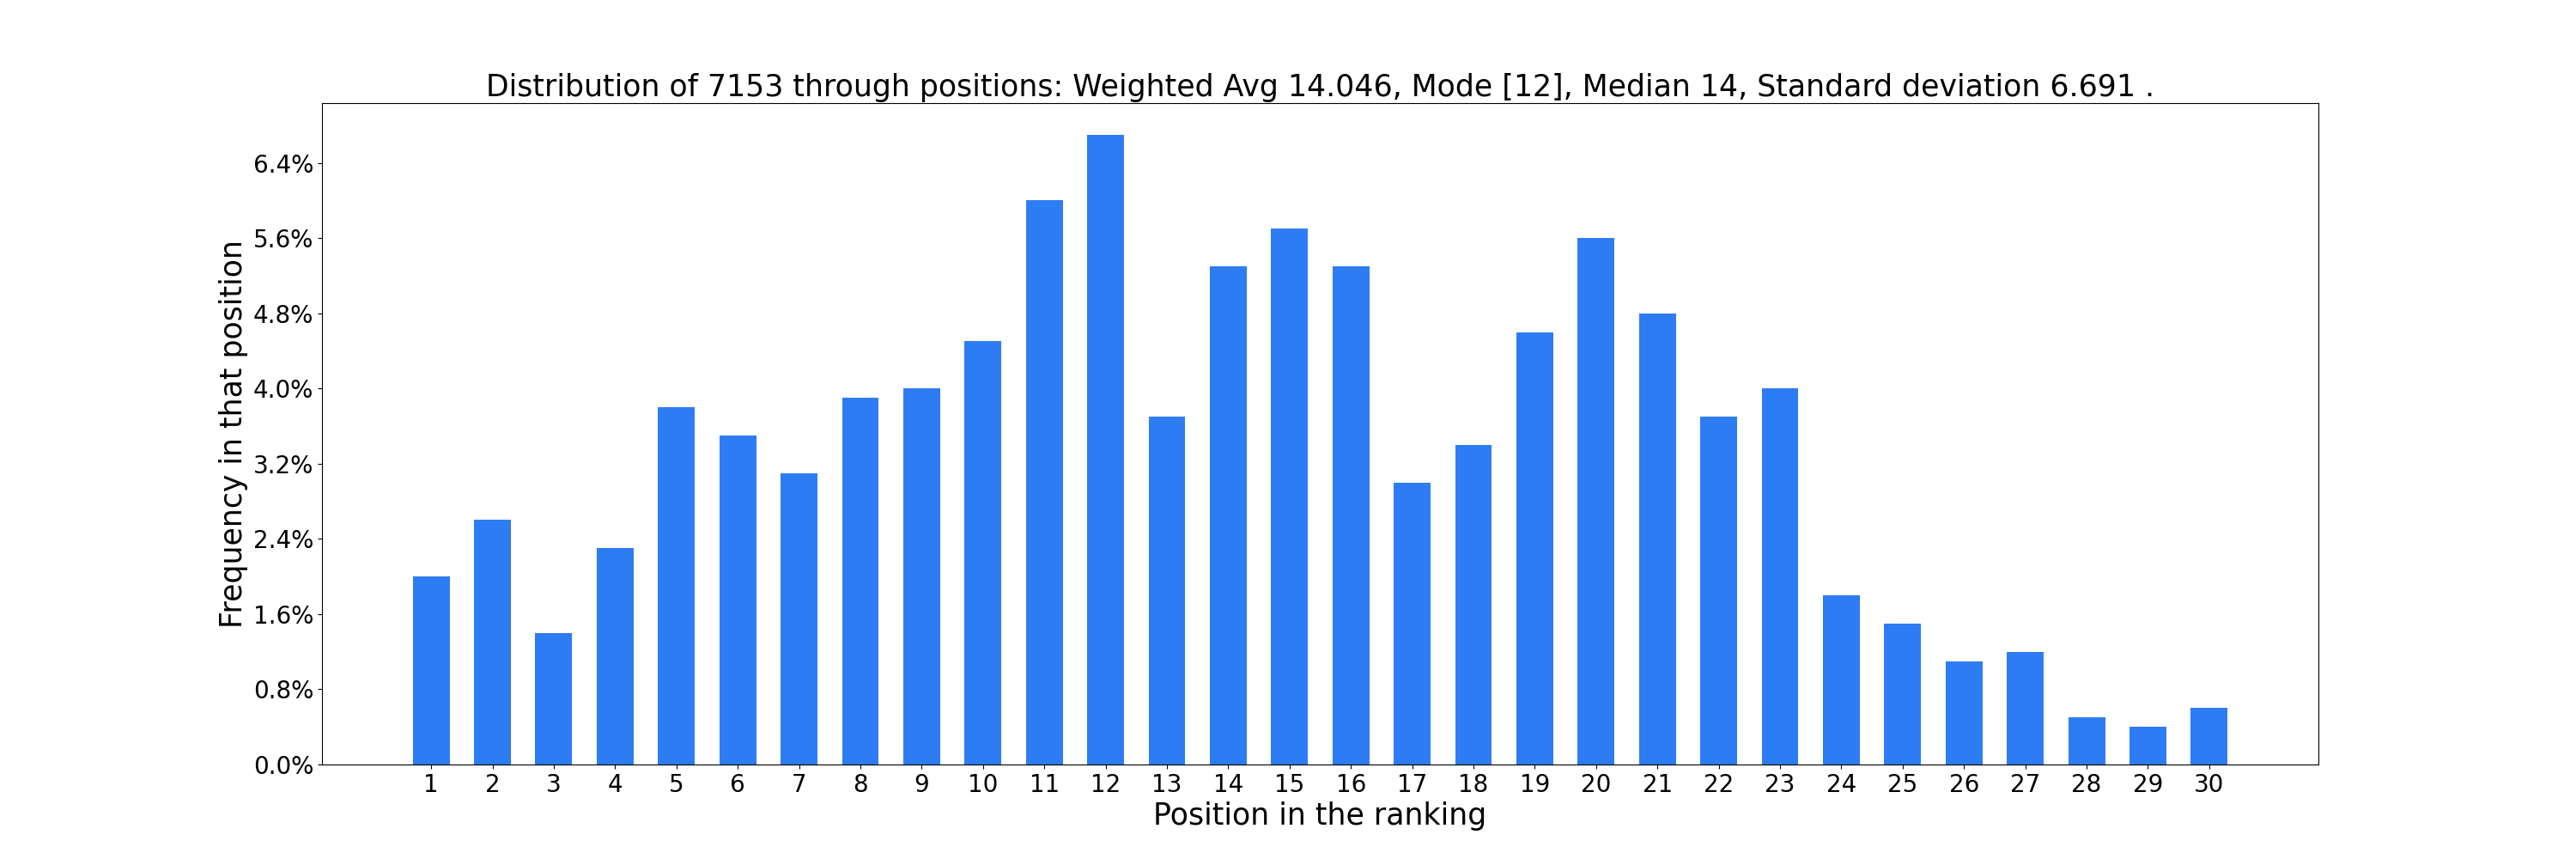 Distribution of 7153 through positions: Weighted Avg 14.046, Mode [12], Median 14, Standard deviation 6.691 .
Frequency in that position
6.4%
5.6%
4.8%
4.0%
3.2%
2.4%
1.6%
0.8%
0.0%
1 2 3 4 5 6 7 8 9 10 11 12 13 14 15 16 17 18 19 20 21 22 23 24 25 26 27 28 29 30
Position in the ranking